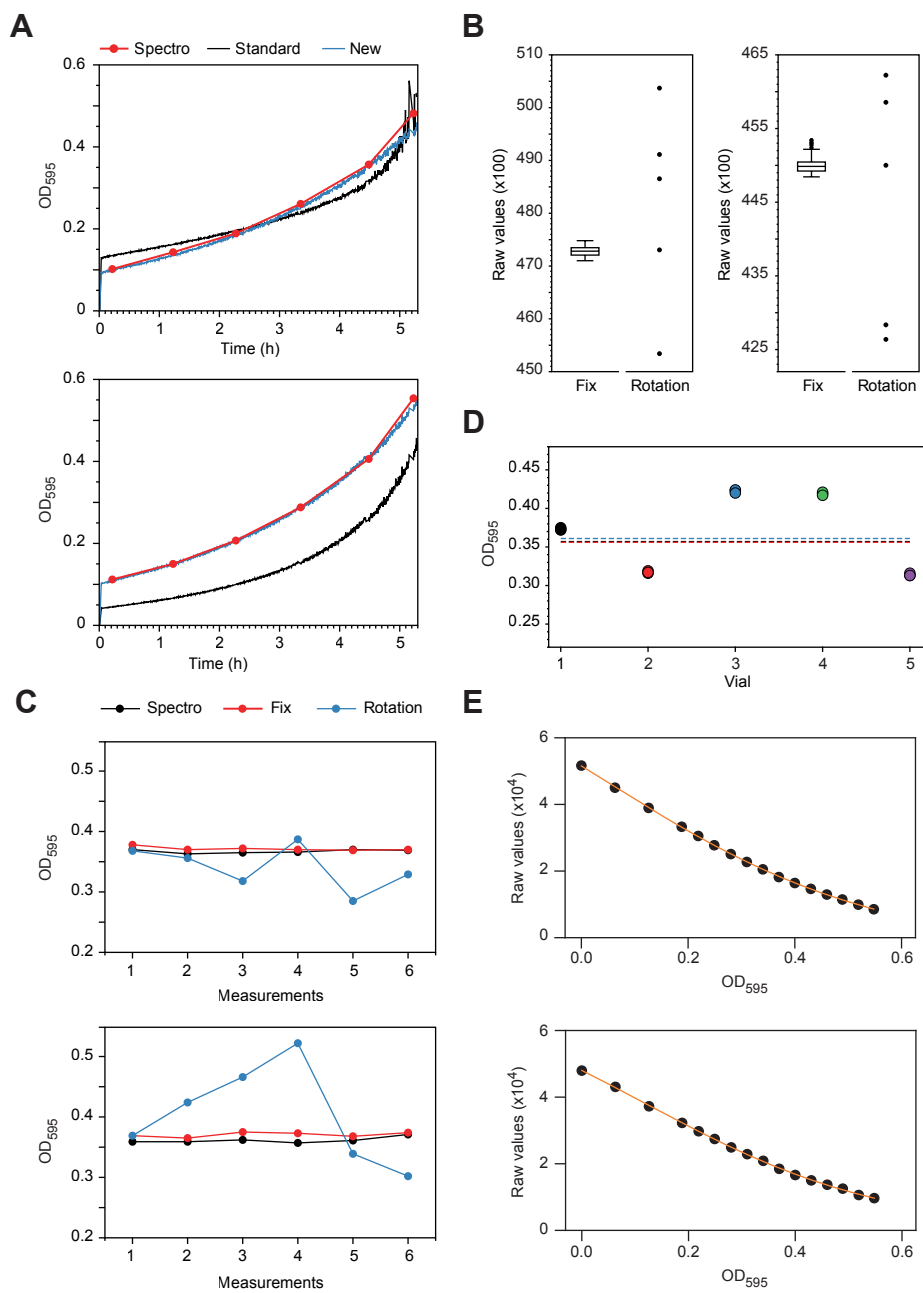 A
Spectro Standard New
0.6
0.4
0.2
0
OD595
0 1 2 3 4 5
Time (h)
0.6
0.4
0.2
0
OD595
0 1 2 3 4 5
Time (h)
B
510
500
490
480
470
460
450
Raw values (x100)
Fix Rotation
465
455
445
435
425
Raw values (x100)
Fix Rotation
D
0.45
0.40
0.35
0.30
0.25
OD595
1 2 3 4 5
Vial
C
Spectro Fix Rotation
0.5
0.4
0.3
0.2
OD595
1 2 3 4 5 6
Measurements
0.5
0.4
0.3
0.2
OD595
1 2 3 4 5 6
Measurements
E
6
4
2
0
Raw values (x10⁴)
0.0 0.2 0.4 0.6
OD595
6
4
2
0
Raw values (x10⁴)
0.0 0.2 0.4 0.6
OD595